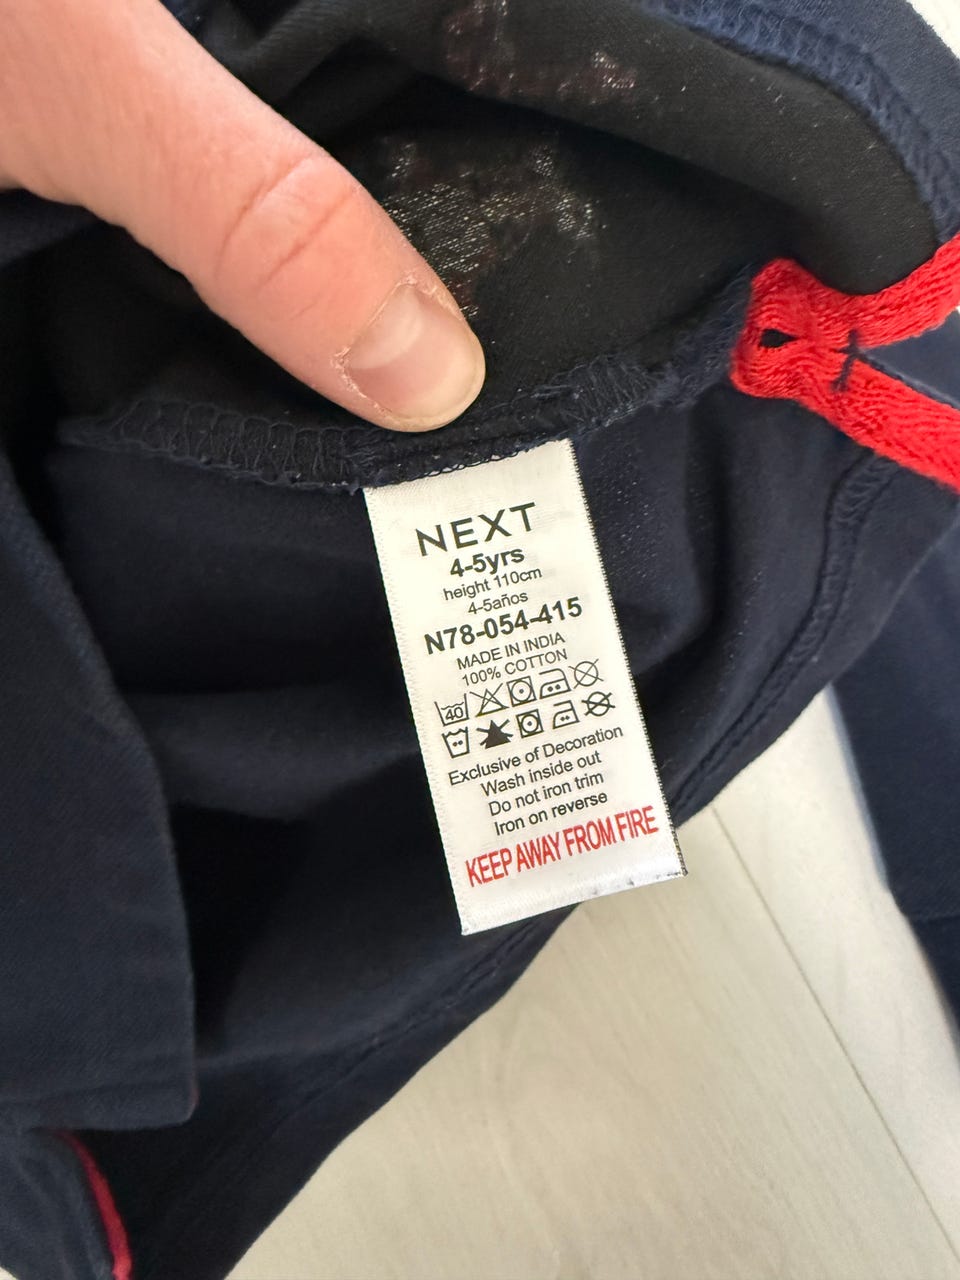 NEXT
4-5yrs
height 110cm
4-5años
N78-054-415
MADE IN INDIA
100% COTTON
40
Exclusive of Decoration
Wash inside out
Do not iron trim
Iron on reverse
KEEP AWAY FROM FIRE